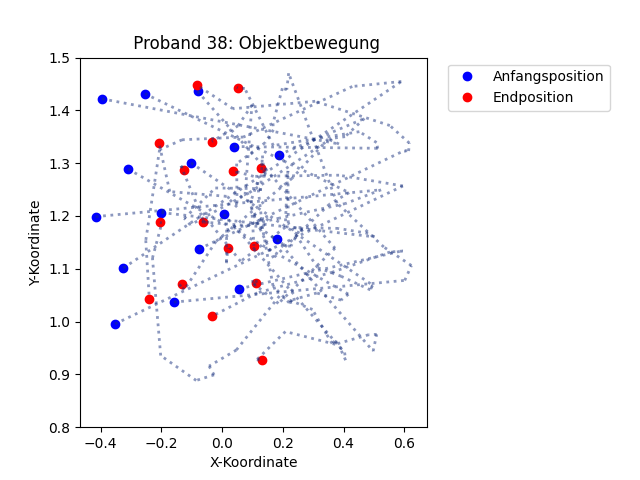 Proband 38: Objektbewegung
Anfangsposition
Endposition
Y-Koordinate
1.5
1.4
1.3
1.2
1.1
1.0
0.9
0.8
−0.4 −0.2 0.0 0.2 0.4 0.6
X-Koordinate